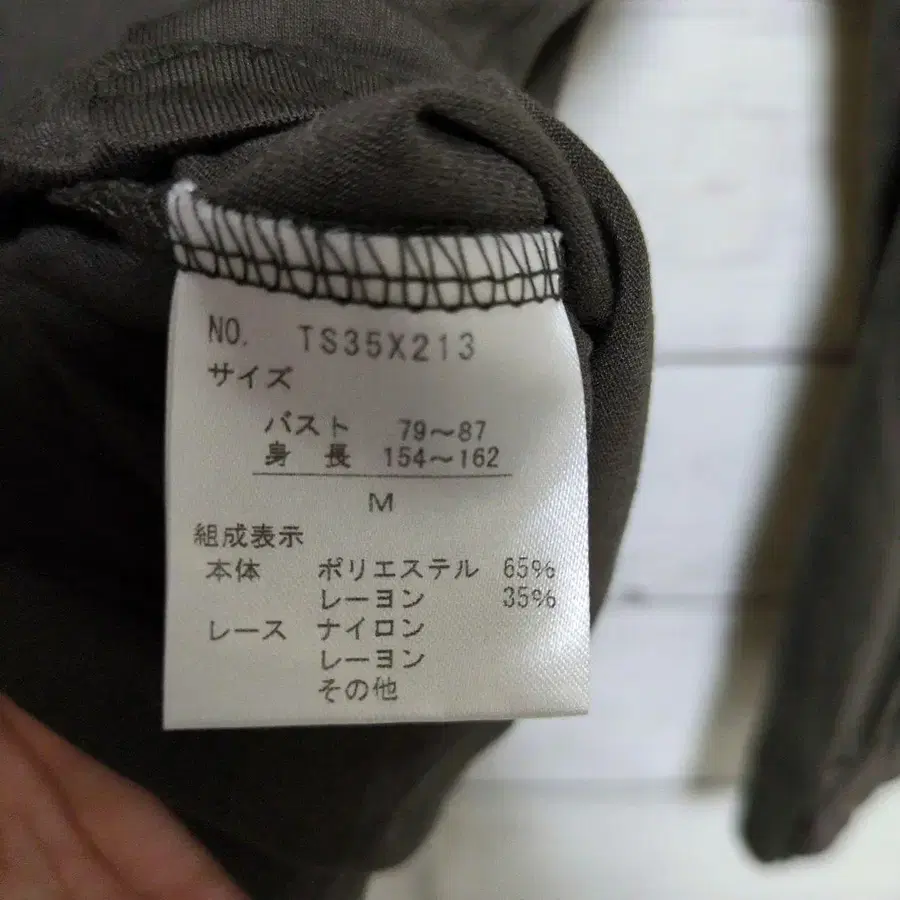 NO. TS35X213
サイズ
バスト 79～87
身 長 154～162
M
組成表示
本体 ポリエステル 65%
レーヨン 35%
レース ナイロン
レーヨン
その他